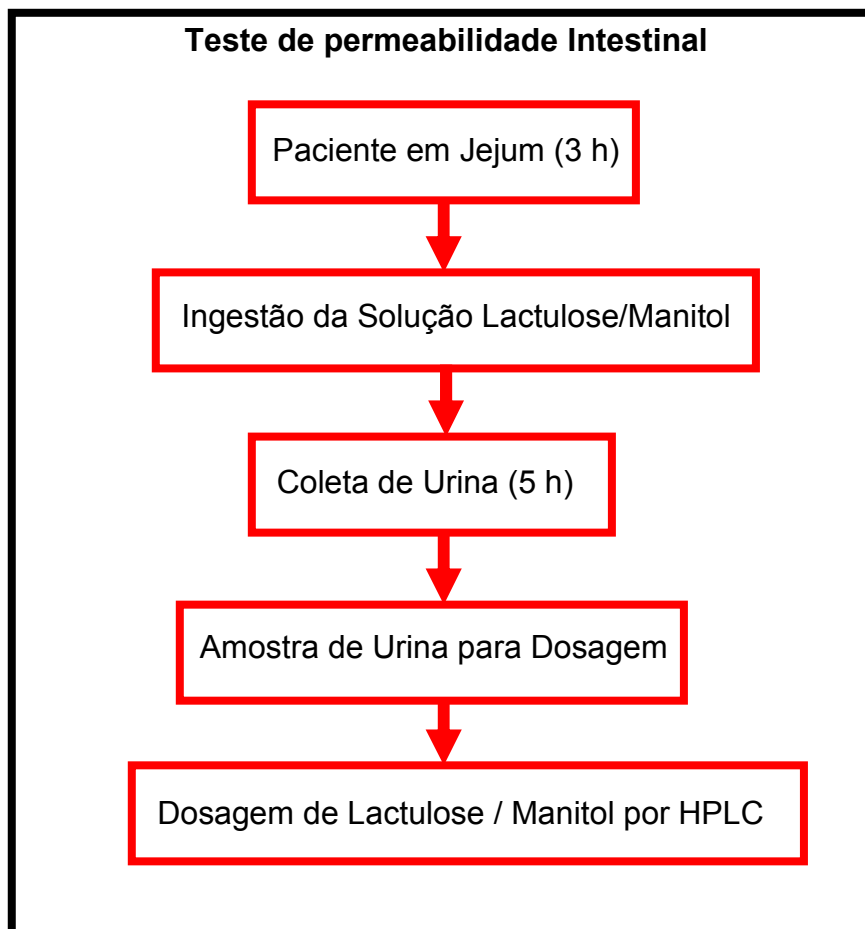 Teste de permeabilidade Intestinal
Paciente em Jejum (3 h)
Ingestão da Solução Lactulose/Manitol
Coleta de Urina (5 h)
Amostra de Urina para Dosagem
Dosagem de Lactulose / Manitol por HPLC